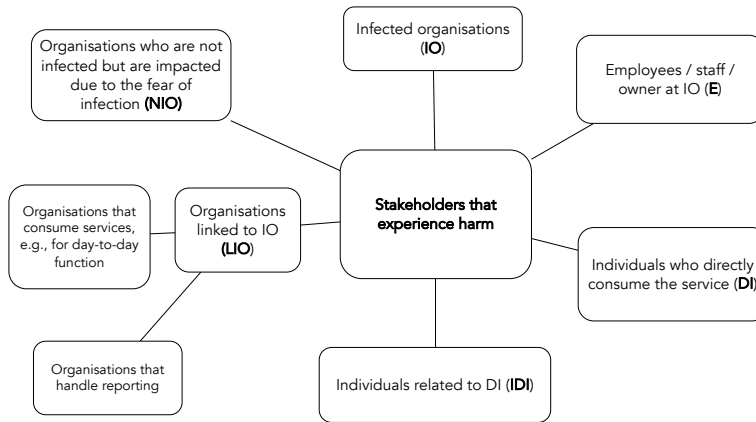 Organisations who are not
infected but are impacted
due to the fear of
infection (NIO)
Infected organisations
(IO)
Employees / staff /
owner at IO (E)
Stakeholders that
experience harm
Organisations that
consume services,
e.g., for day-to-day
function
Organisations
linked to IO
(LIO)
Individuals who directly
consume the service (DI)
Organisations that
handle reporting
Individuals related to DI (IDI)